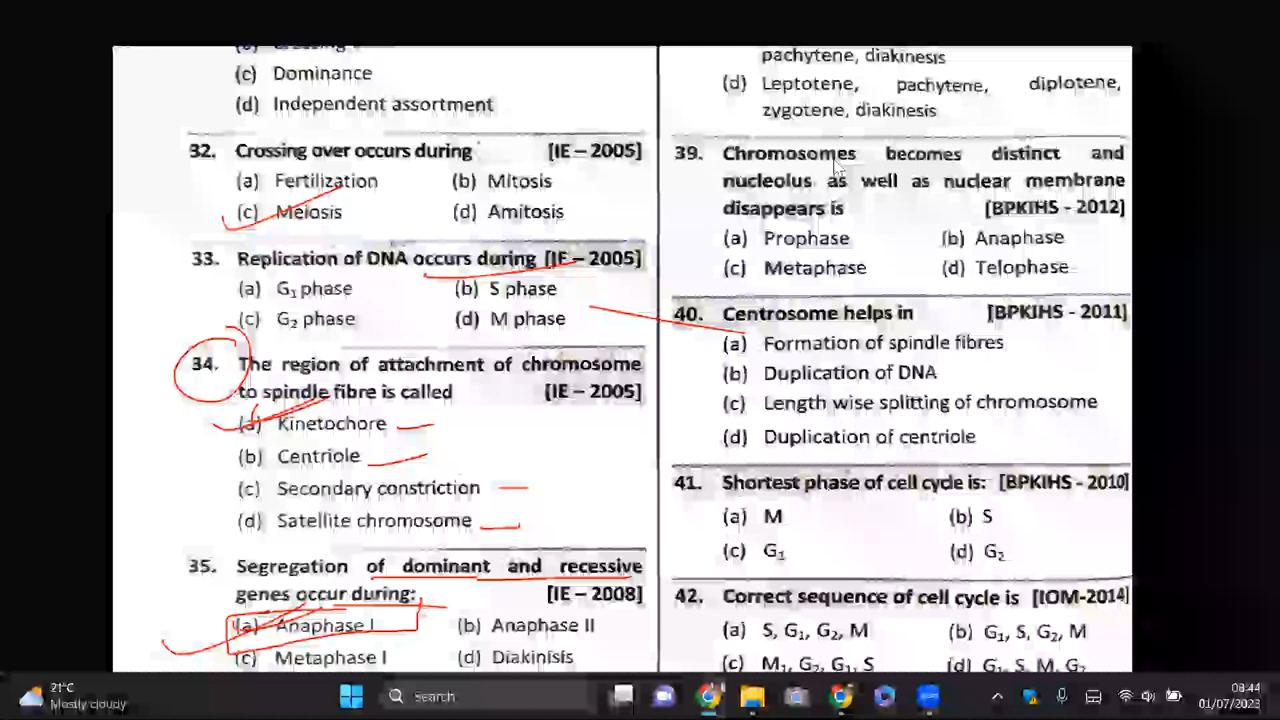 (c) Dominance
(d) Independent assortment
32. Crossing over occurs during [IE – 2005]
(a) Fertilization (b) Mitosis
(c) Meiosis (d) Amitosis
33. Replication of DNA occurs during [IE – 2005]
(a) G₁ phase (b) S phase
(c) G₂ phase (d) M phase
34. The region of attachment of chromosome
to spindle fibre is called [IE – 2005]
(a) Kinetochore
(b) Centriole
(c) Secondary constriction
(d) Satellite chromosome
35. Segregation of dominant and recessive
genes occur during: [IE – 2008]
(a) Anaphase I (b) Anaphase II
(c) Metaphase I (d) Diakinisis
pachytene, diakinesis
(d) Leptotene, pachytene, diplotene,
zygotene, diakinesis
39. Chromosomes becomes distinct and
nucleolus as well as nuclear membrane
disappears is [BPKIHS - 2012]
(a) Prophase (b) Anaphase
(c) Metaphase (d) Telophase
40. Centrosome helps in [BPKIHS - 2011]
(a) Formation of spindle fibres
(b) Duplication of DNA
(c) Length wise splitting of chromosome
(d) Duplication of centriole
41. Shortest phase of cell cycle is: [BPKIHS - 2010]
(a) M (b) S
(c) G₁ (d) G₂
42. Correct sequence of cell cycle is [IOM-2014]
(a) S, G₁, G₂, M (b) G₁, S, G₂, M
(c) M₁, G₂, G₁, S (d) G₁, S, M, G₂
21°C
Mostly cloudy
Search
08:44
01/07/2023